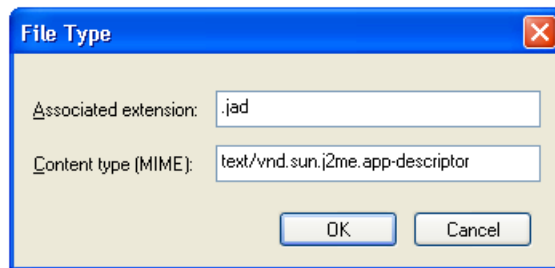 File Type
Associated extension: .jad
Content type (MIME): text/vnd.sun.j2me.app-descriptor
OK Cancel